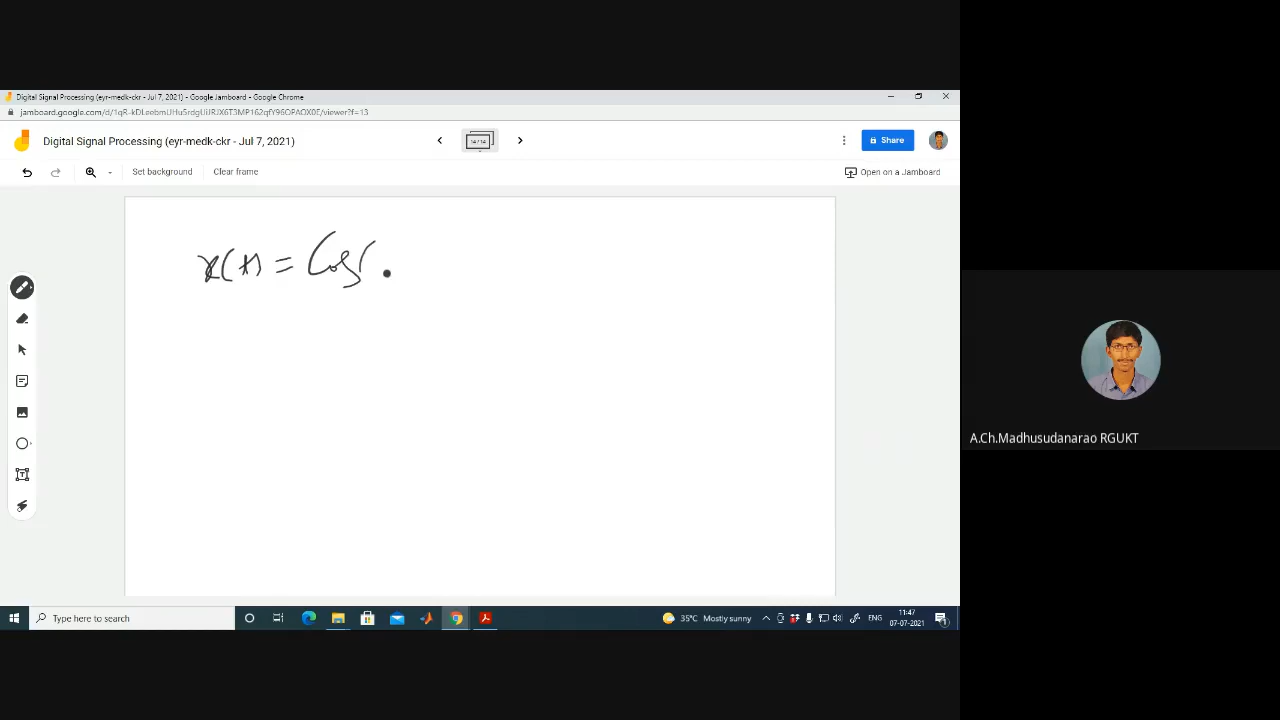 Digital Signal Processing (eyr-medk-ckr - Jul 7, 2021) - Google Jamboard - Google Chrome
Digital Signal Processing (eyr-medk-ckr - Jul 7, 2021)
14 / 14
Share
Set background
Clear frame
Open on a Jamboard
x(t) = Cos(
A.Ch.Madhusudanarao RGUKT
Type here to search
35°C Mostly sunny
ENG
11:47
07-07-2021